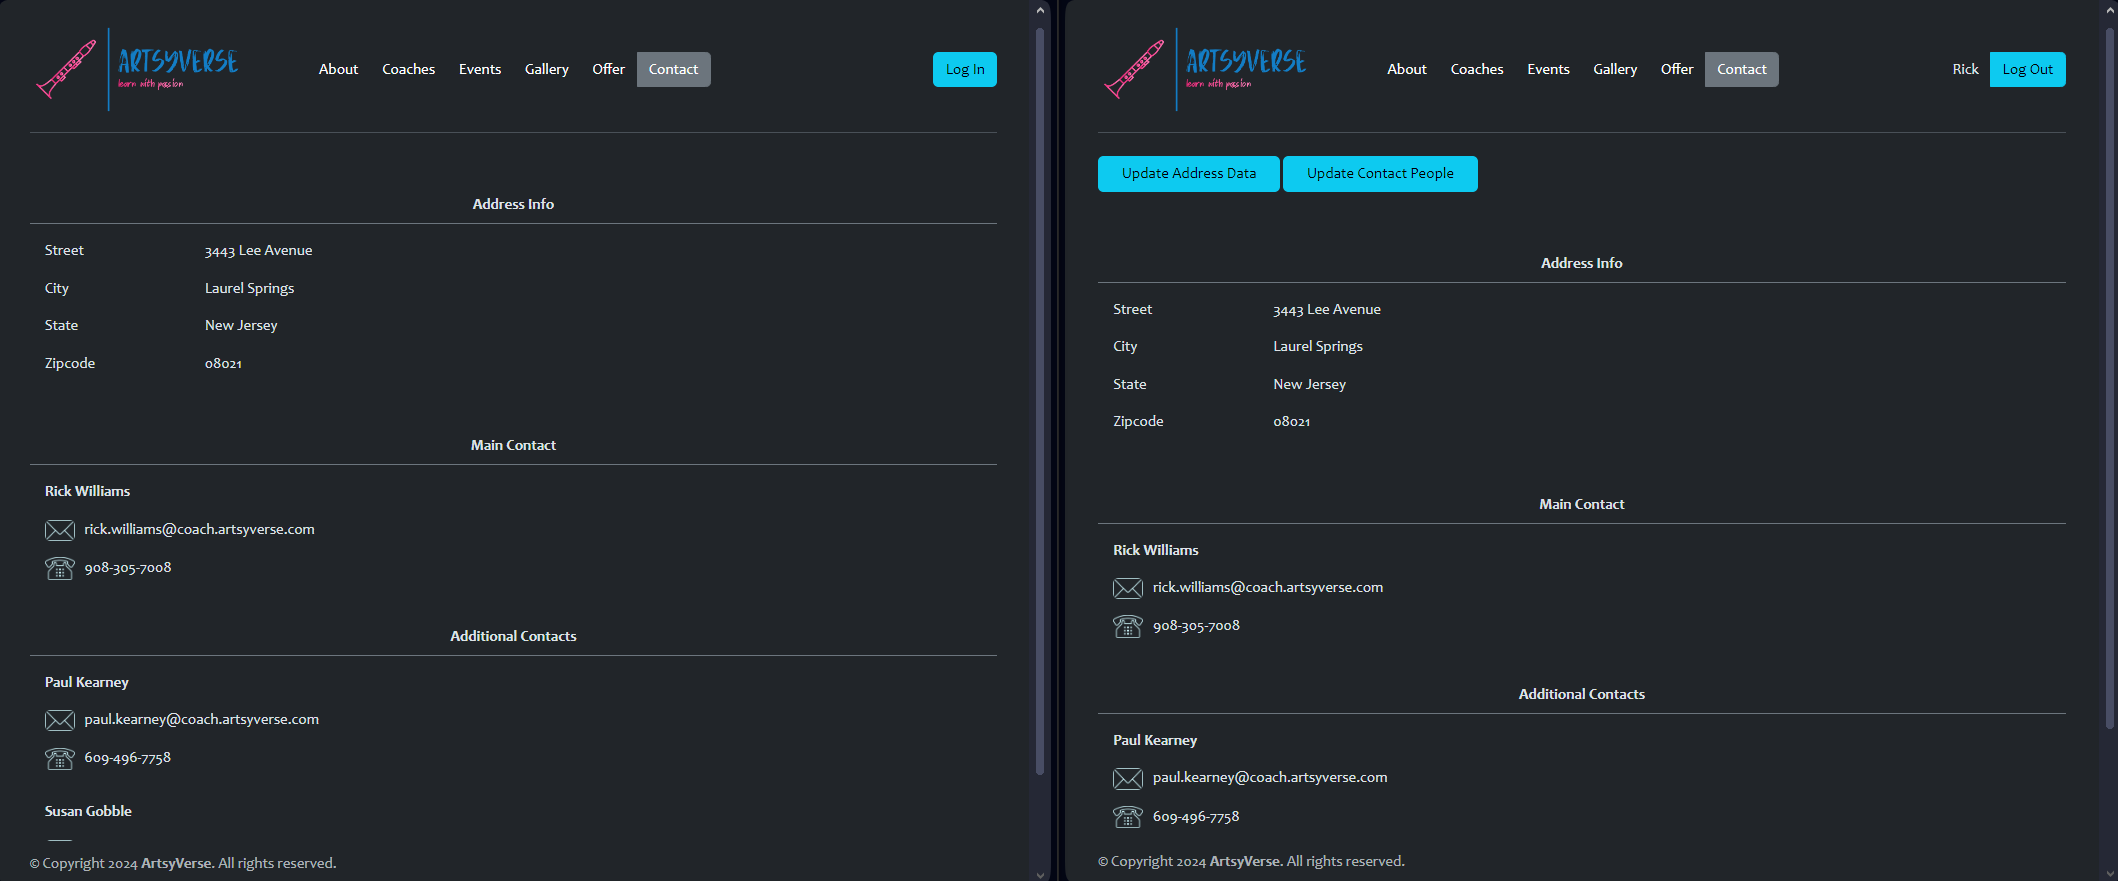 ARTSYVERSE
learn with passion
About Coaches Events Gallery Offer Contact
Log In
Address Info
Street 3443 Lee Avenue
City Laurel Springs
State New Jersey
Zipcode 08021
Main Contact
Rick Williams
rick.williams@coach.artsyverse.com
908-305-7008
Additional Contacts
Paul Kearney
paul.kearney@coach.artsyverse.com
609-496-7758
Susan Gobble
© Copyright 2024 ArtsyVerse. All rights reserved.
ARTSYVERSE
learn with passion
About Coaches Events Gallery Offer Contact
Rick Log Out
Update Address Data Update Contact People
Address Info
Street 3443 Lee Avenue
City Laurel Springs
State New Jersey
Zipcode 08021
Main Contact
Rick Williams
rick.williams@coach.artsyverse.com
908-305-7008
Additional Contacts
Paul Kearney
paul.kearney@coach.artsyverse.com
609-496-7758
© Copyright 2024 ArtsyVerse. All rights reserved.